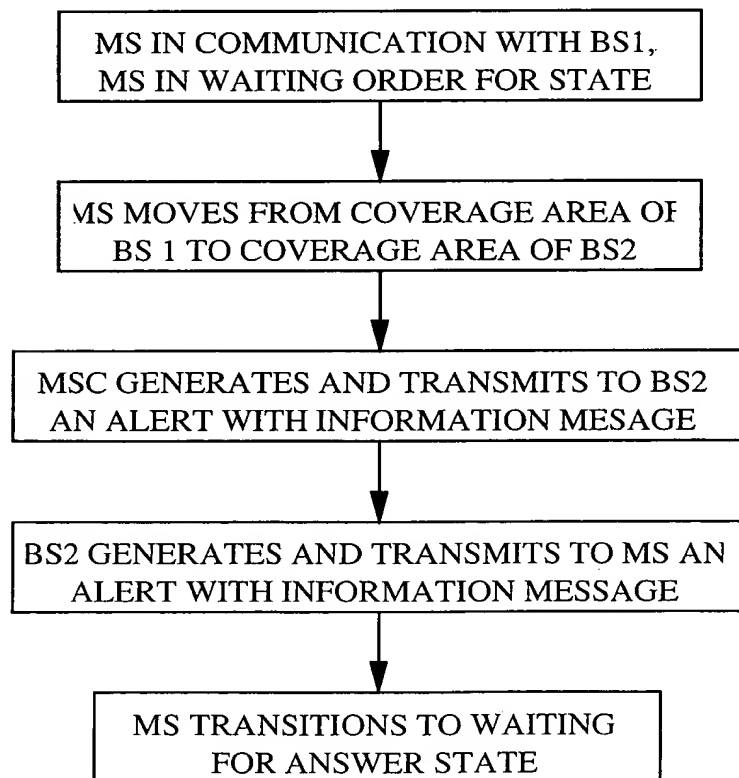 MS IN COMMUNICATION WITH BS1,
MS IN WAITING ORDER FOR STATE
MS MOVES FROM COVERAGE AREA OF
BS 1 TO COVERAGE AREA OF BS2
MSC GENERATES AND TRANSMITS TO BS2
AN ALERT WITH INFORMATION MESAGE
BS2 GENERATES AND TRANSMITS TO MS AN
ALERT WITH INFORMATION MESSAGE
MS TRANSITIONS TO WAITING
FOR ANSWER STATE